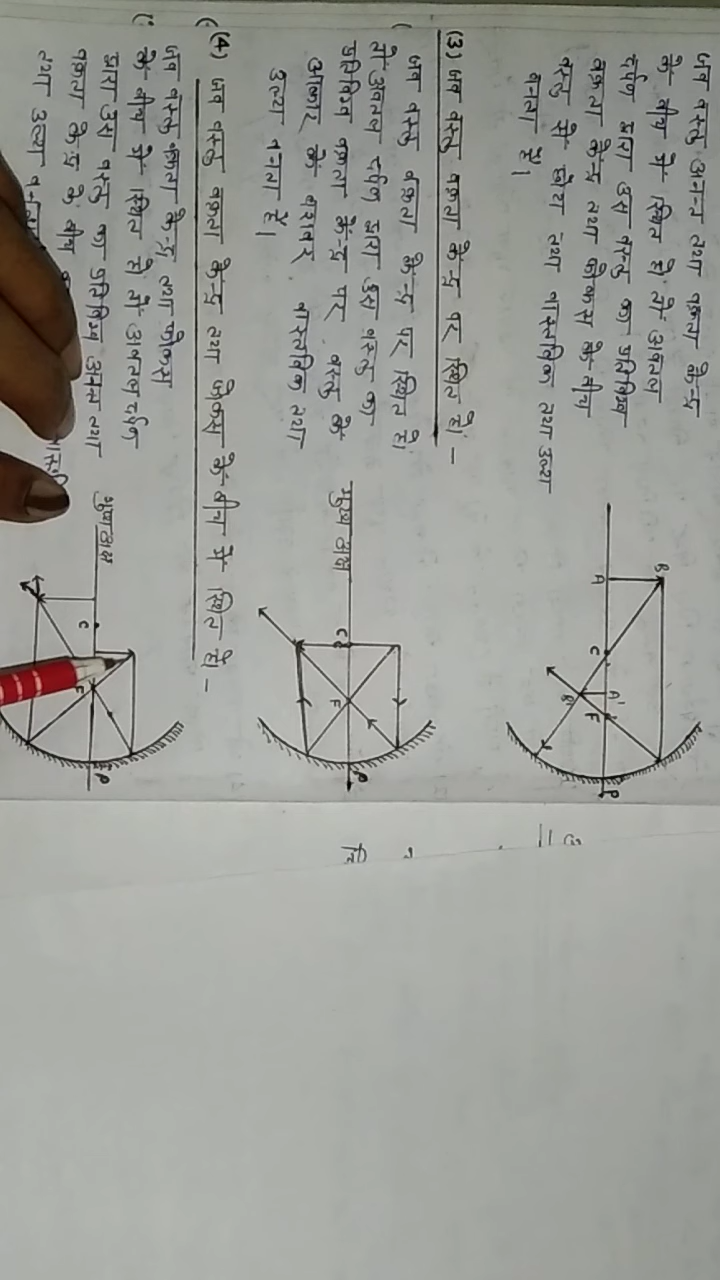 जब वस्तु अनन्त तथा वक्रता केन्द्र
के बीच में स्थित हो तो अवतल
दर्पण द्वारा उस वस्तु का प्रतिबिम्ब
वक्रता केन्द्र तथा फोकस के बीच
वस्तु से छोटा तथा वास्तविक तथा उल्टा
बनता है।
B
A
C
A'
B'
F
P
(3) जब वस्तु वक्रता केन्द्र पर स्थित हो -
जब वस्तु वक्रता केन्द्र पर स्थित हो
तो अवतल दर्पण द्वारा उस वस्तु का
प्रतिबिम्ब वक्रता केन्द्र पर वस्तु के
आकार के बराबर वास्तविक तथा
उल्टा बनता है।
मुख्य अक्ष
C
F
P
(4) जब वस्तु वक्रता केन्द्र तथा फोकस के बीच में स्थित हो -
जब वस्तु वक्रता केन्द्र तथा फोकस
के बीच में स्थित हो तो अवतल दर्पण
द्वारा उस वस्तु का प्रतिबिम्ब अनन्त तथा
वक्रता केन्द्र के बीच
तथा उल्टा
मुख्य अक्ष
C
F
P